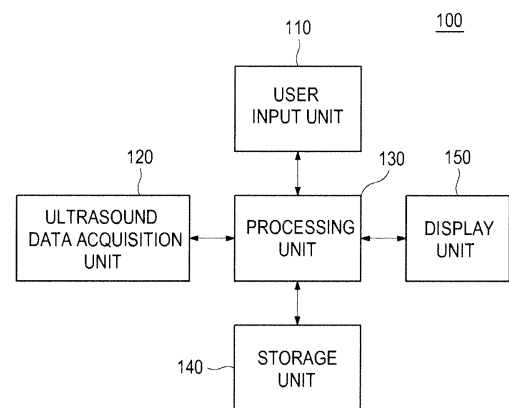 100
110
USER
INPUT UNIT
120
130
150
ULTRASOUND
DATA ACQUISITION
UNIT
PROCESSING
UNIT
DISPLAY
UNIT
140
STORAGE
UNIT